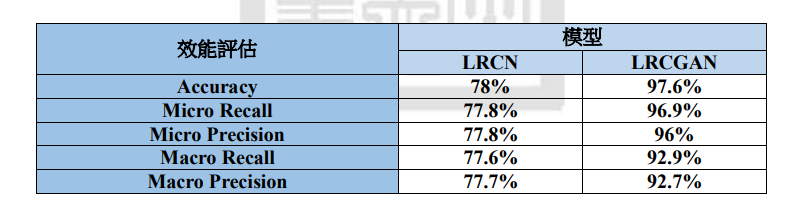 效能評估 模型
LRCN LRCGAN
Accuracy 78% 97.6%
Micro Recall 77.8% 96.9%
Micro Precision 77.8% 96%
Macro Recall 77.6% 92.9%
Macro Precision 77.7% 92.7%